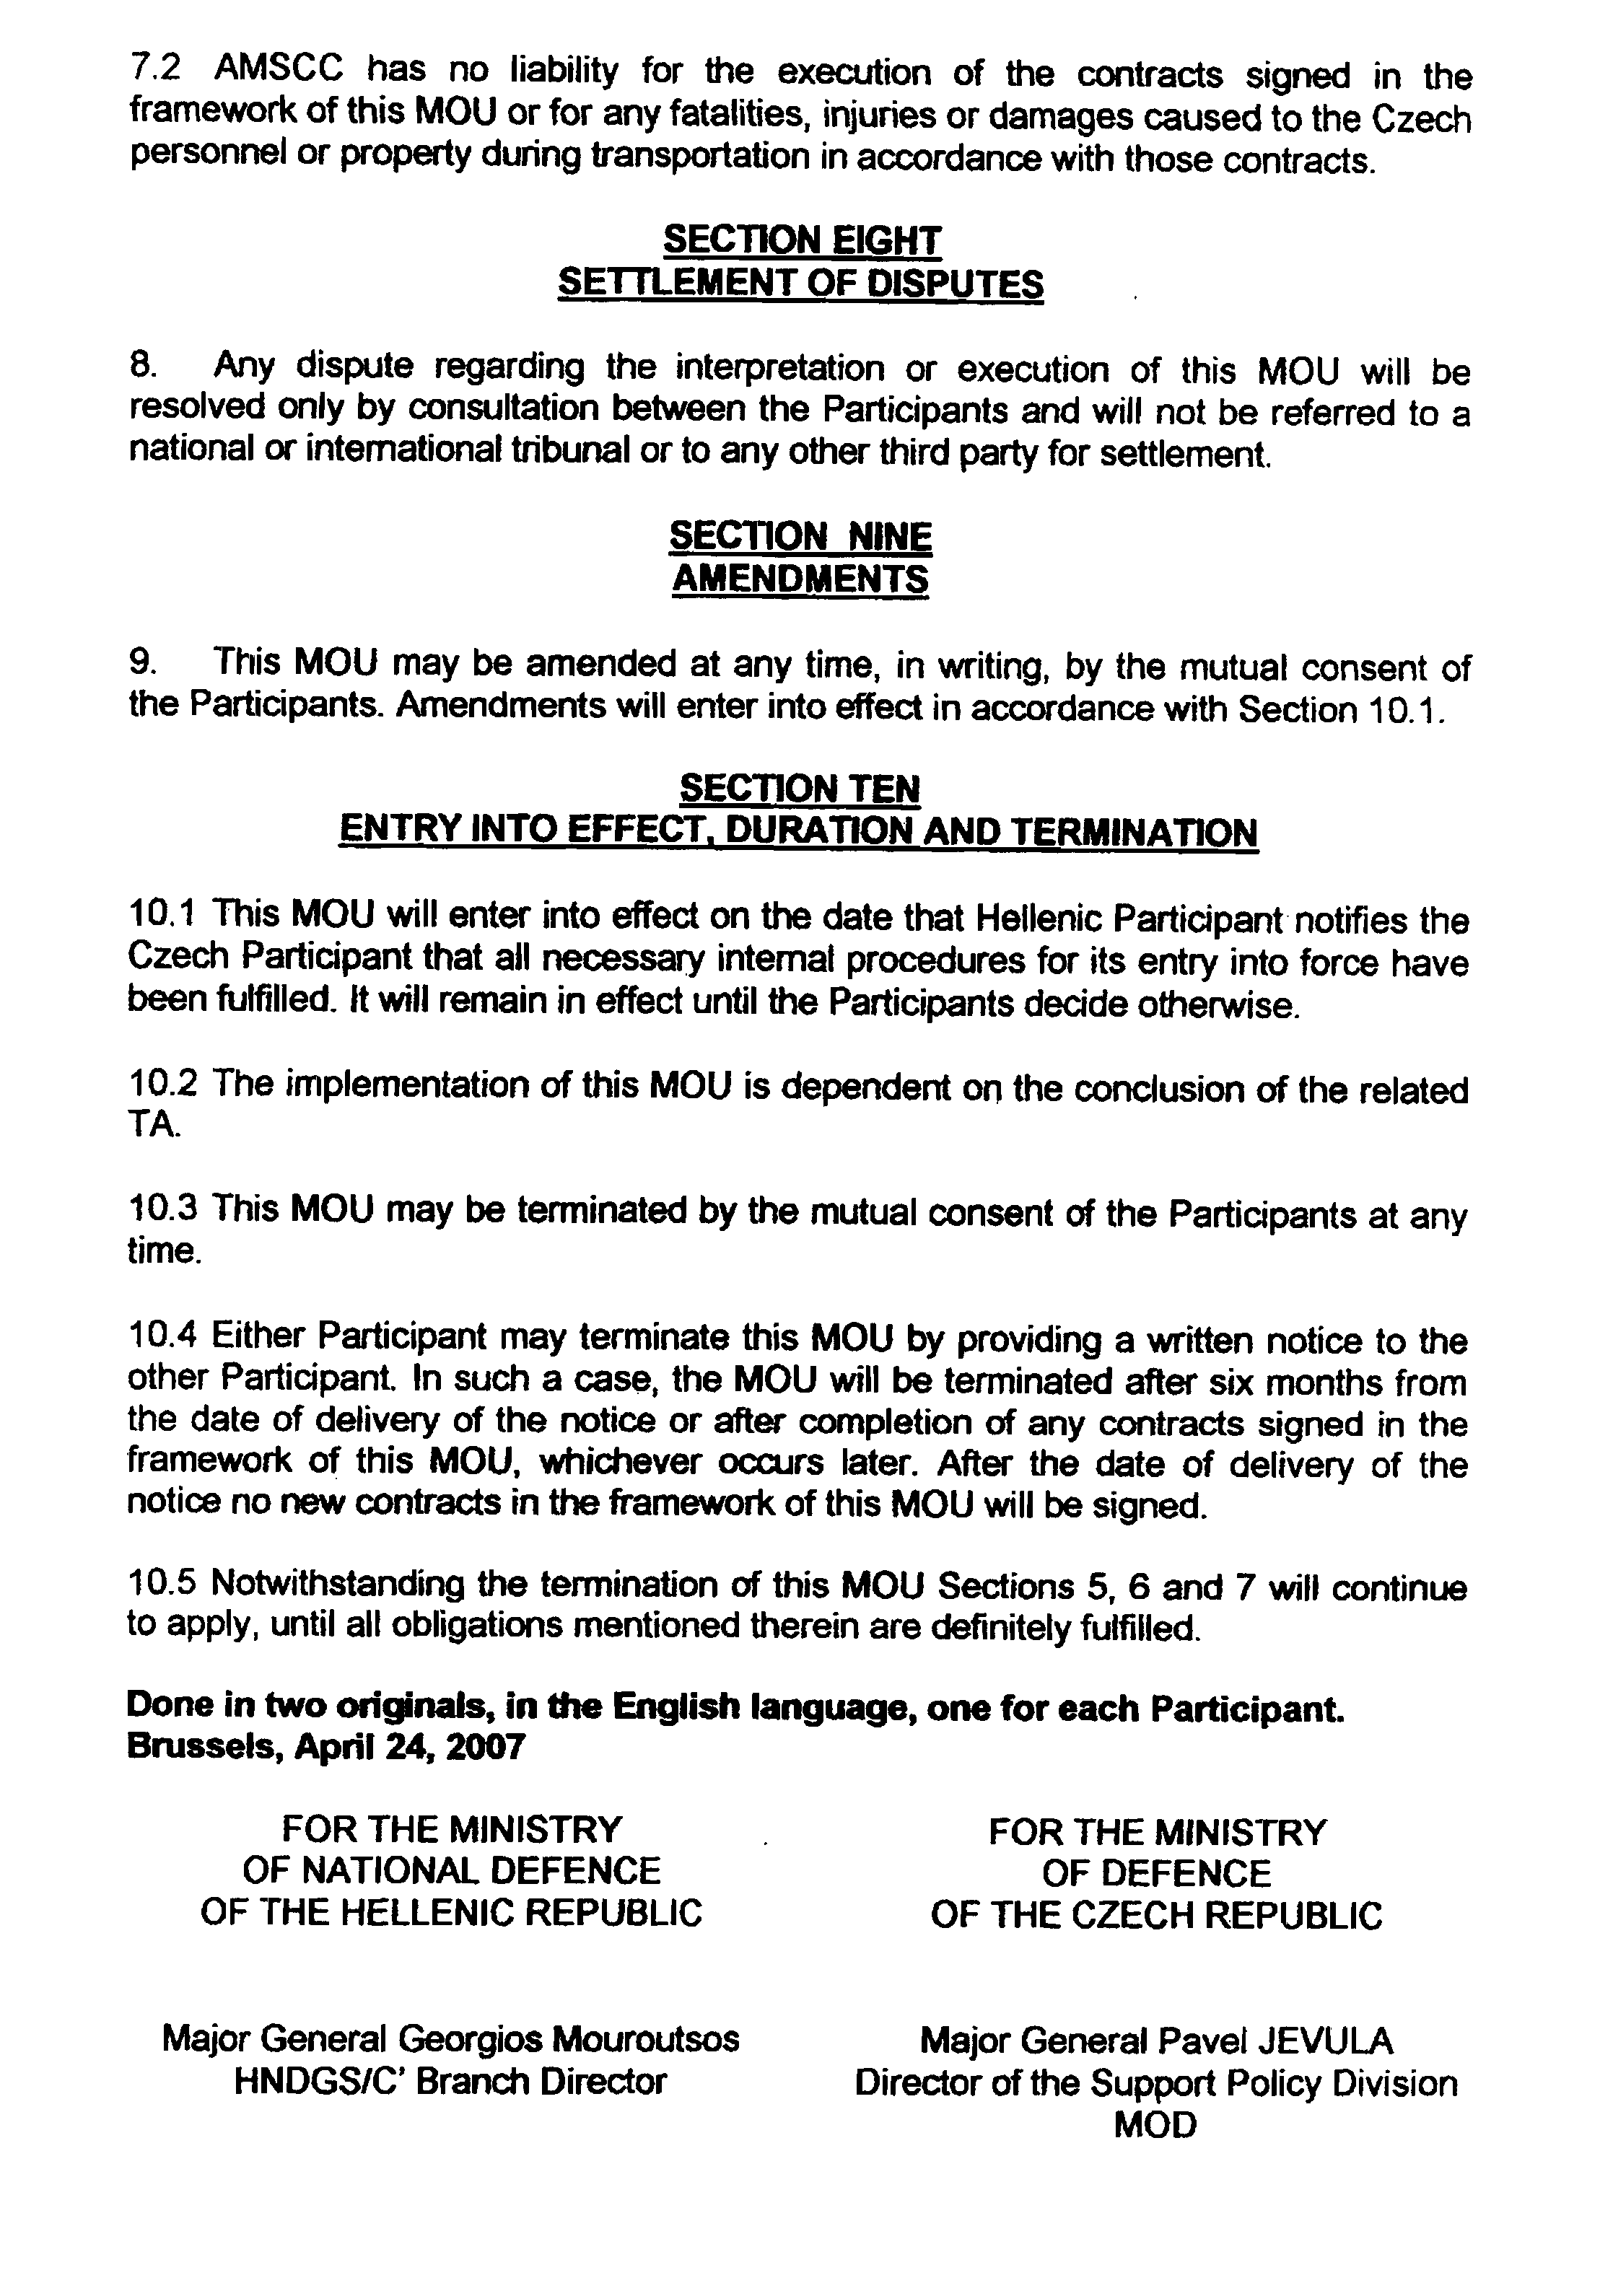 7.2 AMSCC has no liability for the execution of the contracts signed in the
framework of this MOU or for any fatalities, injuries or damages caused to the Czech
personnel or property during transportation in accordance with those contracts.
SECTION EIGHT
SETTLEMENT OF DISPUTES
8. Any dispute regarding the interpretation or execution of this MOU will be
resolved only by consultation between the Participants and will not be referred to a
national or international tribunal or to any other third party for settlement.
SECTION NINE
AMENDMENTS
9. This MOU may be amended at any time, in writing, by the mutual consent of
the Participants. Amendments will enter into effect in accordance with Section 10.1.
SECTION TEN
ENTRY INTO EFFECT, DURATION AND TERMINATION
10.1 This MOU will enter into effect on the date that Hellenic Participant notifies the
Czech Participant that all necessary internal procedures for its entry into force have
been fulfilled. It will remain in effect until the Participants decide otherwise.
10.2 The implementation of this MOU is dependent on the conclusion of the related
TA.
10.3 This MOU may be terminated by the mutual consent of the Participants at any
time.
10.4 Either Participant may terminate this MOU by providing a written notice to the
other Participant. In such a case, the MOU will be terminated after six months from
the date of delivery of the notice or after completion of any contracts signed in the
framework of this MOU, whichever occurs later. After the date of delivery of the
notice no new contracts in the framework of this MOU will be signed.
10.5 Notwithstanding the termination of this MOU Sections 5, 6 and 7 will continue
to apply, until all obligations mentioned therein are definitely fulfilled.
Done in two originals, in the English language, one for each Participant.
Brussels, April 24, 2007
FOR THE MINISTRY
OF NATIONAL DEFENCE
OF THE HELLENIC REPUBLIC
Major General Georgios Mouroutsos
HNDGS/C' Branch Director
FOR THE MINISTRY
OF DEFENCE
OF THE CZECH REPUBLIC
Major General Pavel JEVULA
Director of the Support Policy Division
MOD